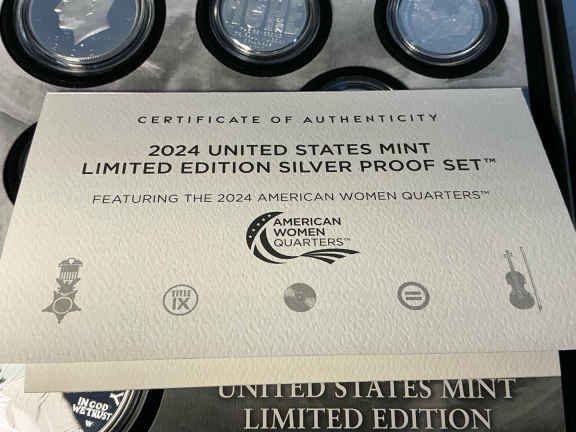 CERTIFICATE OF AUTHENTICITY
2024 UNITED STATES MINT
LIMITED EDITION SILVER PROOF SET™
FEATURING THE 2024 AMERICAN WOMEN QUARTERS™
AMERICAN
WOMEN
QUARTERS™
TITLE
IX
IN GOD
WE TRUST
W
UNITED STATES MINT
LIMITED EDITION